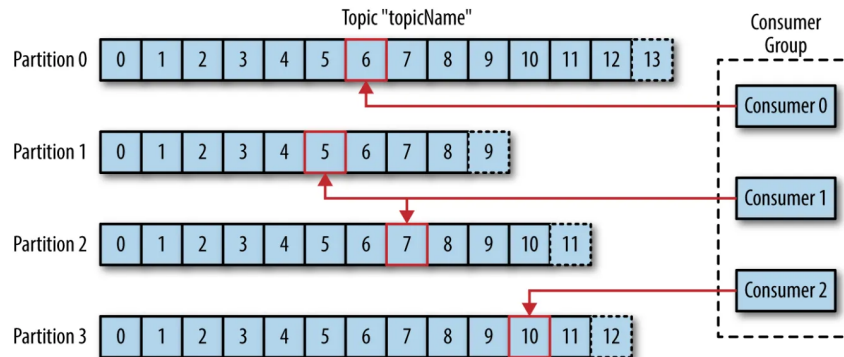 Topic "topicName"
Consumer
Group
Partition 0 0 1 2 3 4 5 6 7 8 9 10 11 12 13
Consumer 0
Partition 1 0 1 2 3 4 5 6 7 8 9
Consumer 1
Partition 2 0 1 2 3 4 5 6 7 8 9 10 11
Consumer 2
Partition 3 0 1 2 3 4 5 6 7 8 9 10 11 12